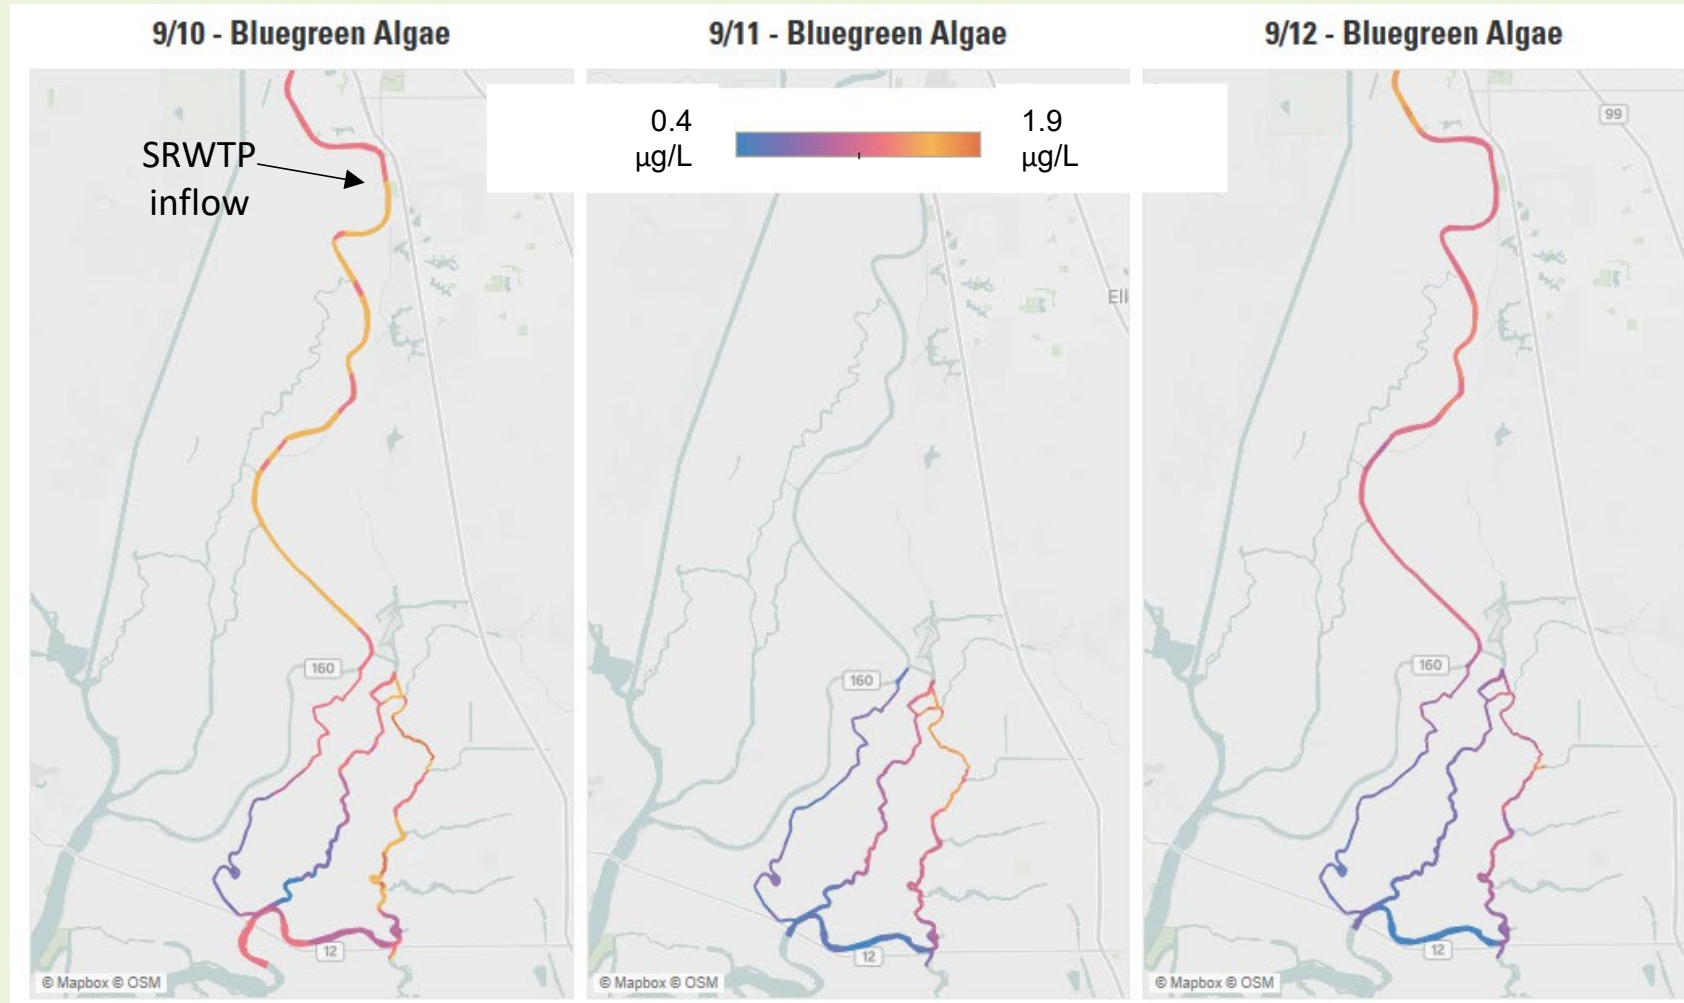 9/10 - Bluegreen Algae
9/11 - Bluegreen Algae
9/12 - Bluegreen Algae
SRWTP
inflow
0.4
µg/L
1.9
µg/L
99
Ell
160
160
160
12
12
12
© Mapbox © OSM
© Mapbox © OSM
© Mapbox © OSM